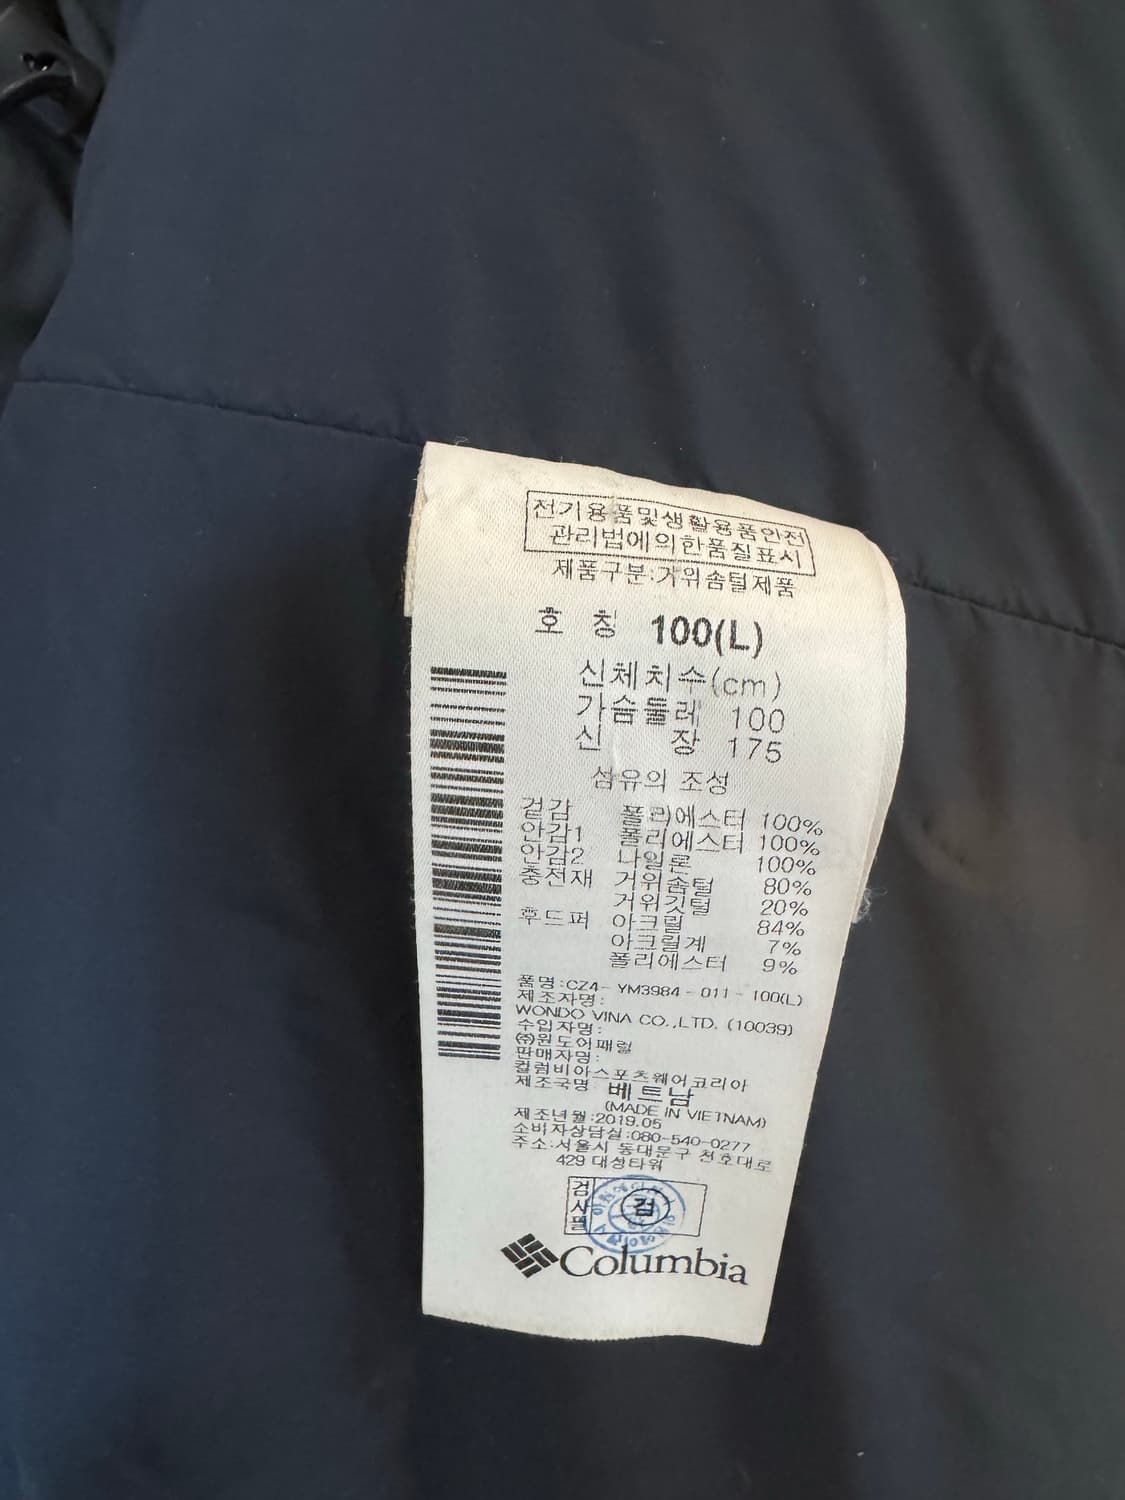 전기용품및생활용품안전
관리법에의한품질표시
제품구분:거위솜털제품
호 칭 100(L)
신체치수(cm)
가슴둘레 100
신 장 175
섬유의 조성
겉감 폴리에스터 100%
안감1 폴리에스터 100%
안감2 나일론 100%
충전재 거위솜털 80%
거위깃털 20%
후드퍼 아크릴 84%
아크릴계 7%
폴리에스터 9%
품명:CZ4- YM3984 - 011 - 100(L)
제조자명:
WONDO VINA CO.,LTD. (10039)
수입자명:
㈜원도어패럴
판매자명:
컬럼비아스포츠웨어코리아
제조국명 베트남
(MADE IN VIETNAM)
제조년월:2019.05
소비자상담실:080-540-0277
주소:서울시 동대문구 천호대로
429 대성타워
검사필
검
Columbia